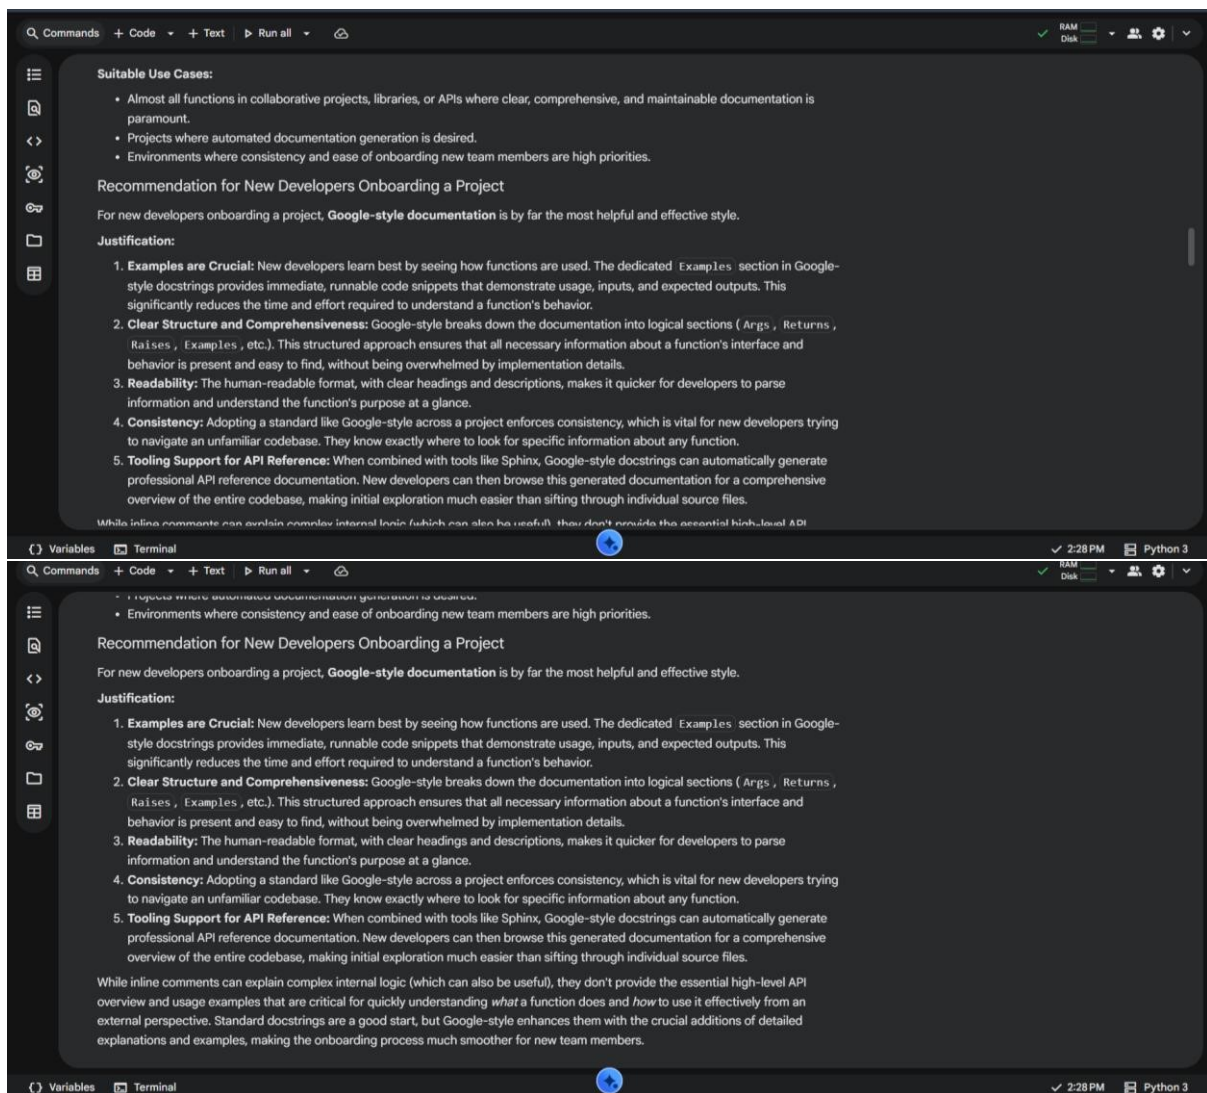 Commands + Code + Text Run all RAM
Disk
Suitable Use Cases:
• Almost all functions in collaborative projects, libraries, or APIs where clear, comprehensive, and maintainable documentation is
paramount.
• Projects where automated documentation generation is desired.
• Environments where consistency and ease of onboarding new team members are high priorities.
Recommendation for New Developers Onboarding a Project
For new developers onboarding a project, Google-style documentation is by far the most helpful and effective style.
Justification:
1. Examples are Crucial: New developers learn best by seeing how functions are used. The dedicated Examples section in Google-
style docstrings provides immediate, runnable code snippets that demonstrate usage, inputs, and expected outputs. This
significantly reduces the time and effort required to understand a function's behavior.
2. Clear Structure and Comprehensiveness: Google-style breaks down the documentation into logical sections ( Args , Returns ,
Raises , Examples , etc.). This structured approach ensures that all necessary information about a function's interface and
behavior is present and easy to find, without being overwhelmed by implementation details.
3. Readability: The human-readable format, with clear headings and descriptions, makes it quicker for developers to parse
information and understand the function's purpose at a glance.
4. Consistency: Adopting a standard like Google-style across a project enforces consistency, which is vital for new developers trying
to navigate an unfamiliar codebase. They know exactly where to look for specific information about any function.
5. Tooling Support for API Reference: When combined with tools like Sphinx, Google-style docstrings can automatically generate
professional API reference documentation. New developers can then browse this generated documentation for a comprehensive
overview of the entire codebase, making initial exploration much easier than sifting through individual source files.
While inline comments can explain complex internal logic (which can also be useful), they don't provide the essential high-level API
{} Variables Terminal 2:28 PM Python 3
Commands + Code + Text Run all RAM
Disk
• Projects where automated documentation generation is desired.
• Environments where consistency and ease of onboarding new team members are high priorities.
Recommendation for New Developers Onboarding a Project
For new developers onboarding a project, Google-style documentation is by far the most helpful and effective style.
Justification:
1. Examples are Crucial: New developers learn best by seeing how functions are used. The dedicated Examples section in Google-
style docstrings provides immediate, runnable code snippets that demonstrate usage, inputs, and expected outputs. This
significantly reduces the time and effort required to understand a function's behavior.
2. Clear Structure and Comprehensiveness: Google-style breaks down the documentation into logical sections ( Args , Returns ,
Raises , Examples , etc.). This structured approach ensures that all necessary information about a function's interface and
behavior is present and easy to find, without being overwhelmed by implementation details.
3. Readability: The human-readable format, with clear headings and descriptions, makes it quicker for developers to parse
information and understand the function's purpose at a glance.
4. Consistency: Adopting a standard like Google-style across a project enforces consistency, which is vital for new developers trying
to navigate an unfamiliar codebase. They know exactly where to look for specific information about any function.
5. Tooling Support for API Reference: When combined with tools like Sphinx, Google-style docstrings can automatically generate
professional API reference documentation. New developers can then browse this generated documentation for a comprehensive
overview of the entire codebase, making initial exploration much easier than sifting through individual source files.
While inline comments can explain complex internal logic (which can also be useful), they don't provide the essential high-level API
overview and usage examples that are critical for quickly understanding what a function does and how to use it effectively from an
external perspective. Standard docstrings are a good start, but Google-style enhances them with the crucial additions of detailed
explanations and examples, making the onboarding process much smoother for new team members.
{} Variables Terminal 2:28 PM Python 3